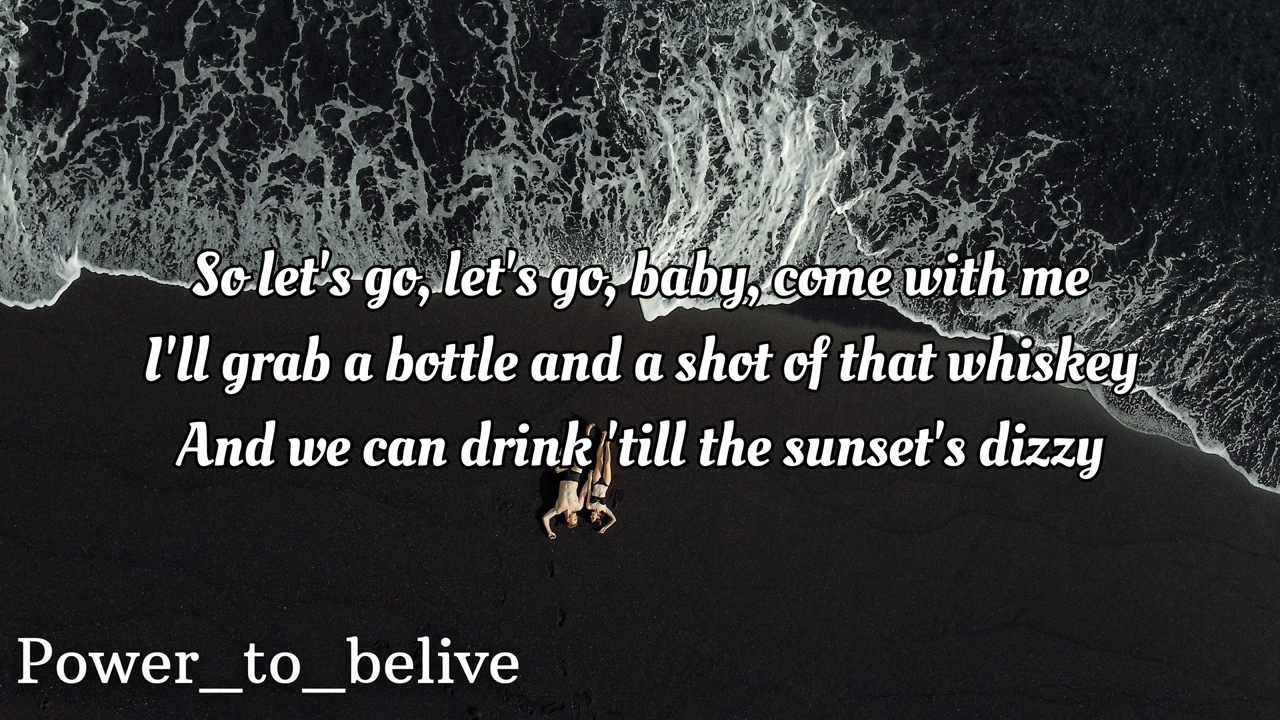 So let's go, let's go, baby, come with me
I'll grab a bottle and a shot of that whiskey
And we can drink 'till the sunset's dizzy
Power_to_belive